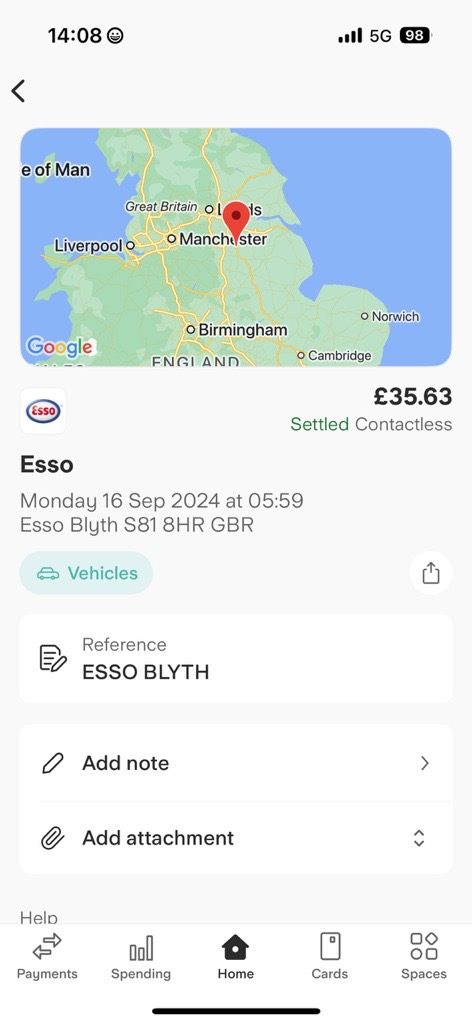 14:08
5G 98
e of Man
Great Britain
Leeds
Liverpool
Manchester
Birmingham
Norwich
Cambridge
ENGLAND
Google
Esso
£35.63
Settled Contactless
Esso
Monday 16 Sep 2024 at 05:59
Esso Blyth S81 8HR GBR
Vehicles
Reference
ESSO BLYTH
Add note
Add attachment
Help
Payments
Spending
Home
Cards
Spaces